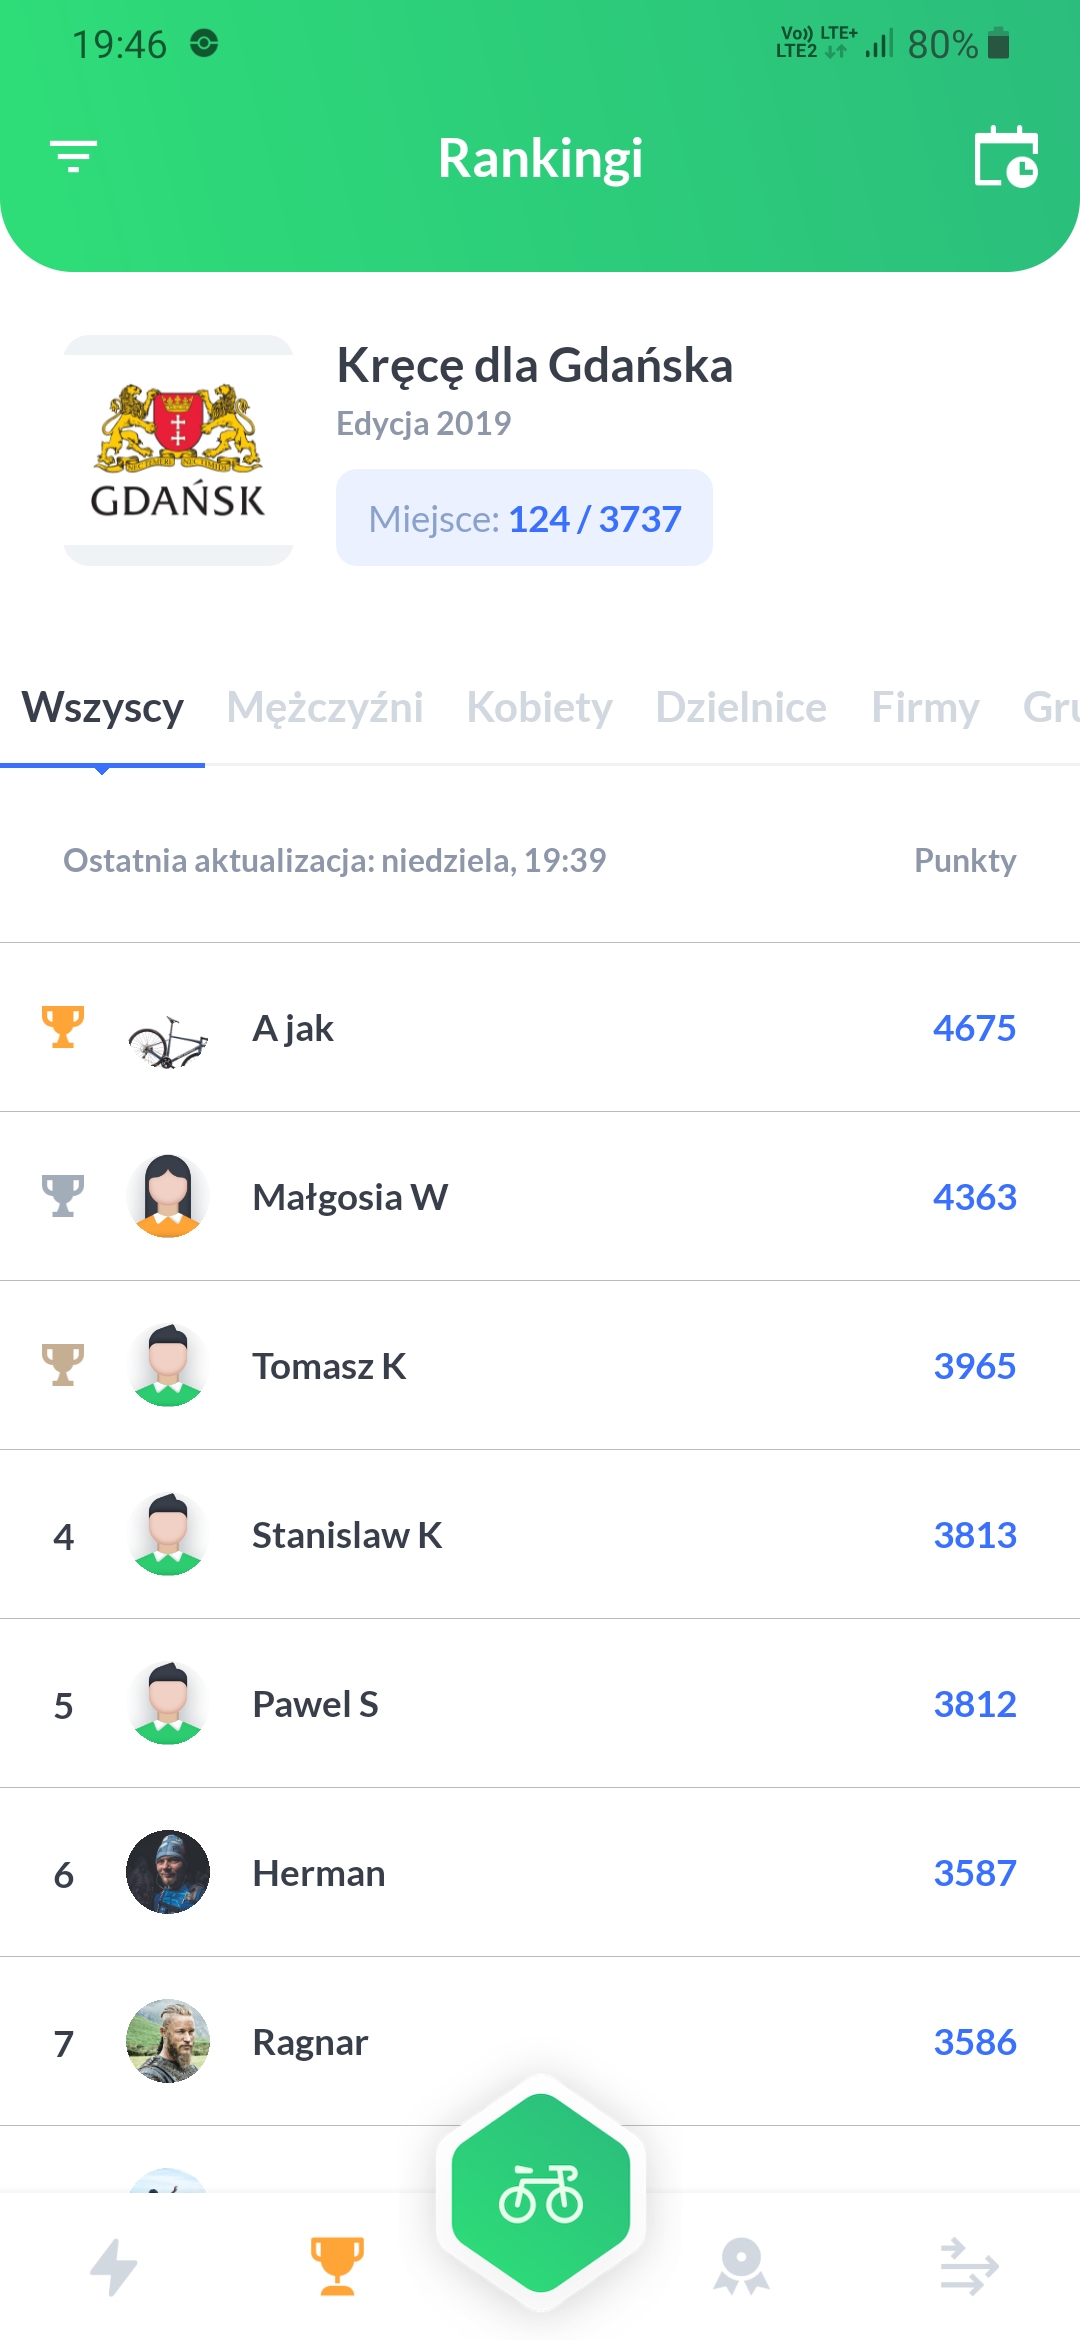 19:46
Vo)) LTE+
LTE2
80%
Rankingi
GDAŃSK
Kręcę dla Gdańska
Edycja 2019
Miejsce: 124 / 3737
Wszyscy Mężczyźni Kobiety Dzielnice Firmy Gru
Ostatnia aktualizacja: niedziela, 19:39 Punkty
A jak 4675
Małgosia W 4363
Tomasz K 3965
4 Stanislaw K 3813
5 Pawel S 3812
6 Herman 3587
7 Ragnar 3586